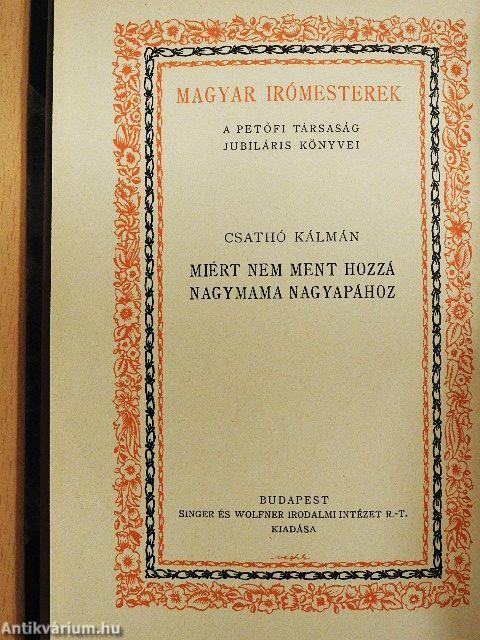 MAGYAR IRÓMESTEREK
A PETŐFI TÁRSASÁG
JUBILÁRIS KÖNYVEI
CSATHÓ KÁLMÁN
MIÉRT NEM MENT HOZZÁ
NAGYMAMA NAGYAPÁHOZ
BUDAPEST
SINGER ÉS WOLFNER IRODALMI INTÉZET R.-T.
KIADÁSA
Antikvárium.hu